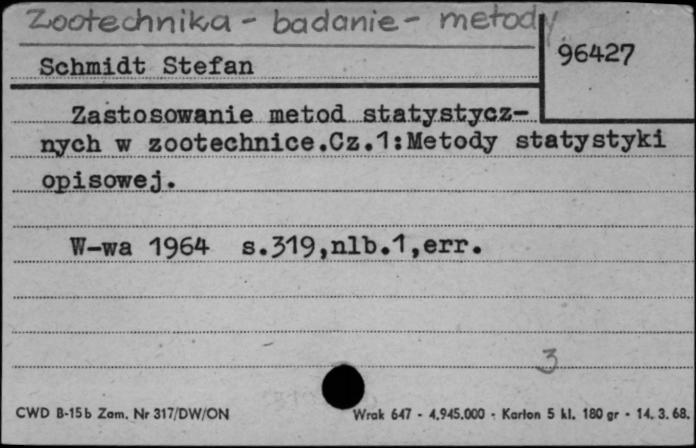 Zootechnika - badanie - metody
Schmidt Stefan
96427
Zastosowanie metod statystycz-
nych w zootechnice.Cz.1:Metody statystyki
opisowej.
W-wa 1964 s.319,nlb.1,err.
3
CWD B-15b Zam. Nr 317/DW/ON
Wrak 647 - 4.945.000 - Karton 5 kl. 180 gr - 14. 3. 68.